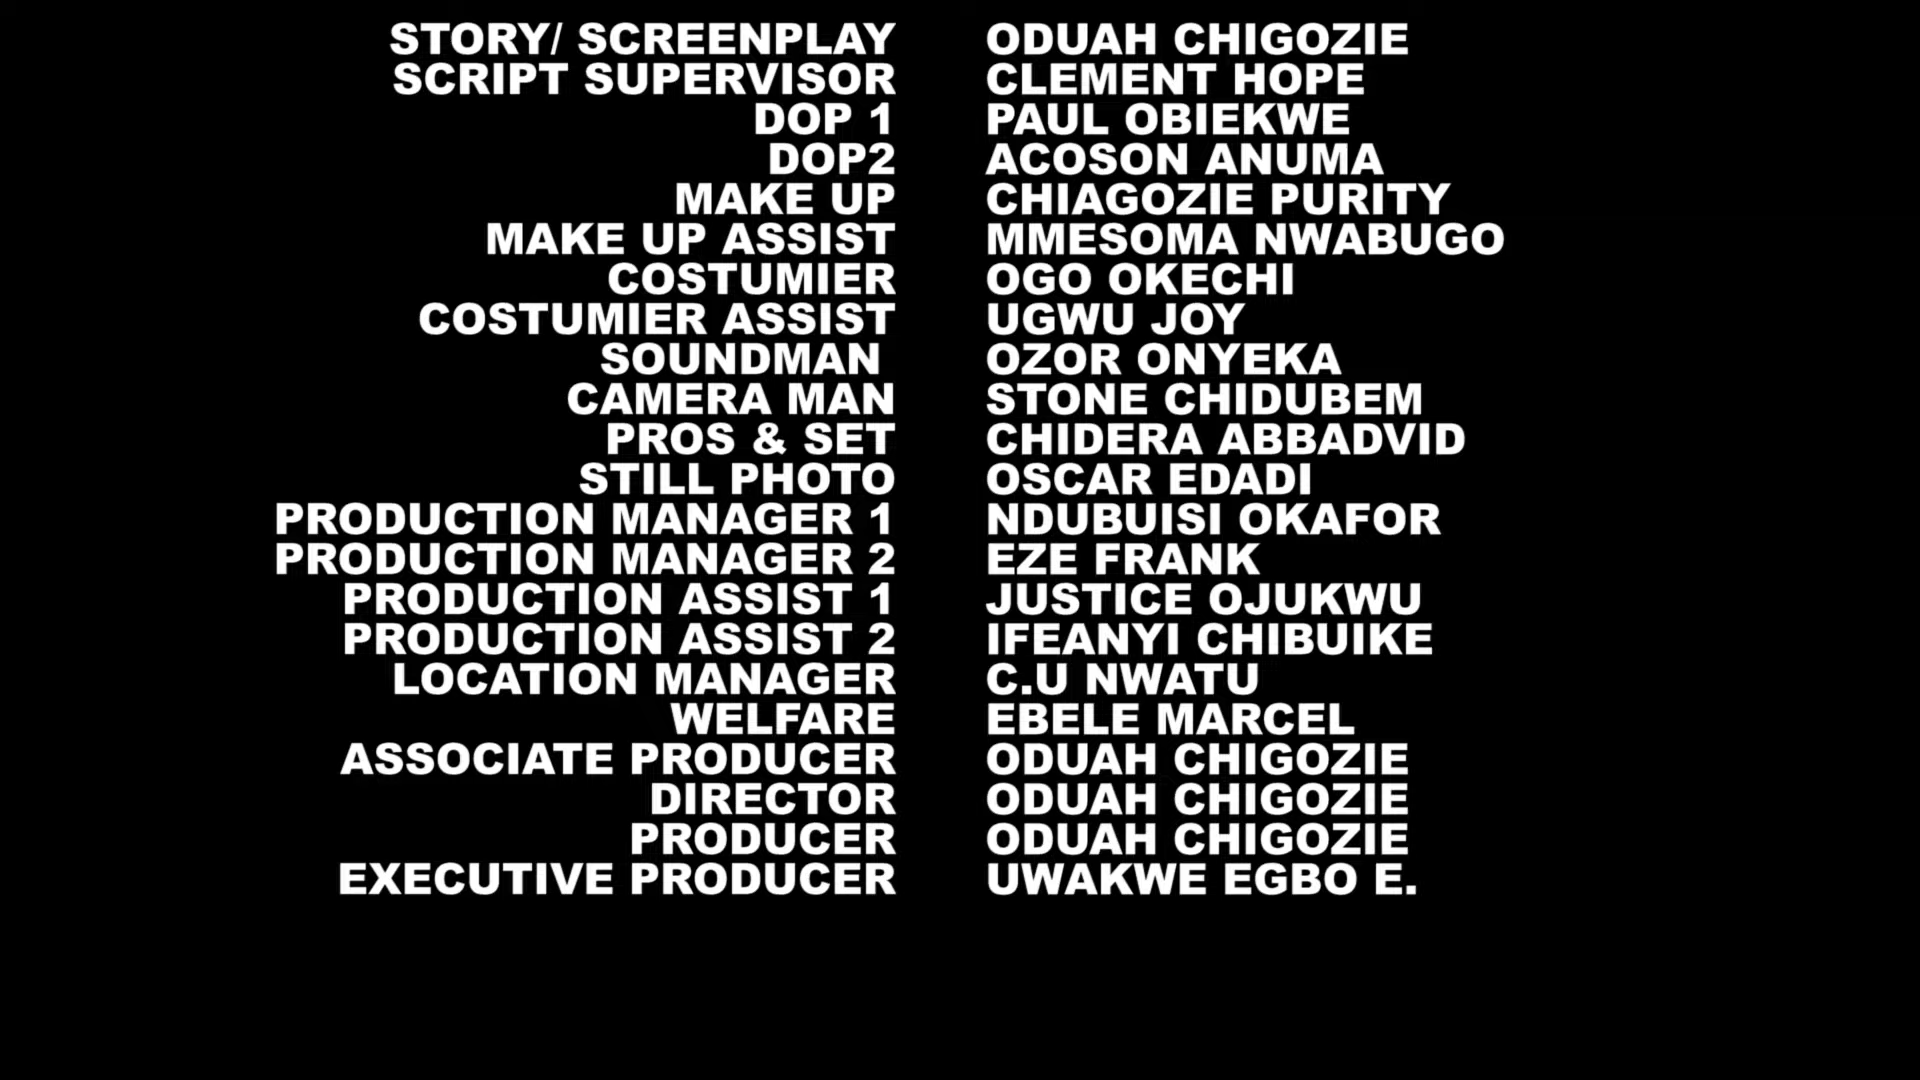 STORY/ SCREENPLAY ODUAH CHIGOZIE
SCRIPT SUPERVISOR CLEMENT HOPE
DOP 1 PAUL OBIEKWE
DOP2 ACOSON ANUMA
MAKE UP CHIAGOZIE PURITY
MAKE UP ASSIST MMESOMA NWABUGO
COSTUMIER OGO OKECHI
COSTUMIER ASSIST UGWU JOY
SOUNDMAN OZOR ONYEKA
CAMERA MAN STONE CHIDUBEM
PROS & SET CHIDERA ABBADVID
STILL PHOTO OSCAR EDADI
PRODUCTION MANAGER 1 NDUBUISI OKAFOR
PRODUCTION MANAGER 2 EZE FRANK
PRODUCTION ASSIST 1 JUSTICE OJUKWU
PRODUCTION ASSIST 2 IFEANYI CHIBUIKE
LOCATION MANAGER C.U NWATU
WELFARE EBELE MARCEL
ASSOCIATE PRODUCER ODUAH CHIGOZIE
DIRECTOR ODUAH CHIGOZIE
PRODUCER ODUAH CHIGOZIE
EXECUTIVE PRODUCER UWAKWE EGBO E.